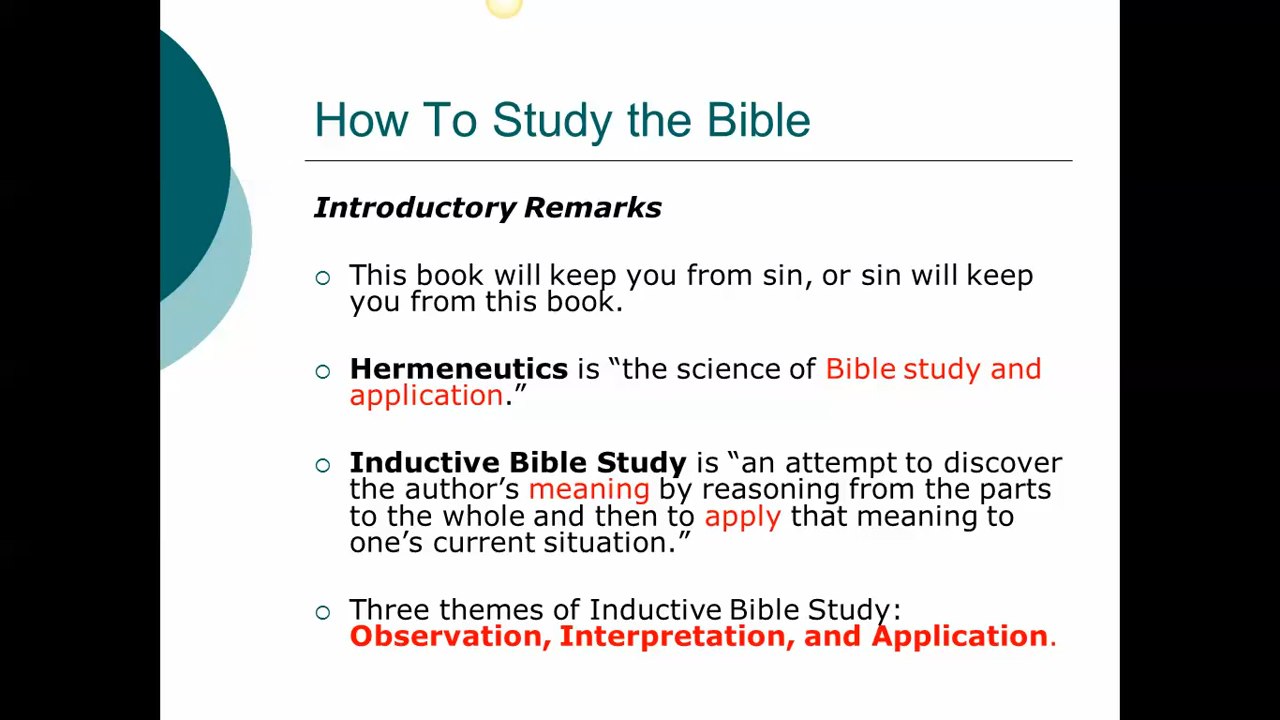 How To Study the Bible
Introductory Remarks
This book will keep you from sin, or sin will keep
you from this book.
Hermeneutics is “the science of Bible study and
application.”
Inductive Bible Study is “an attempt to discover
the author’s meaning by reasoning from the parts
to the whole and then to apply that meaning to
one’s current situation.”
Three themes of Inductive Bible Study:
Observation, Interpretation, and Application.